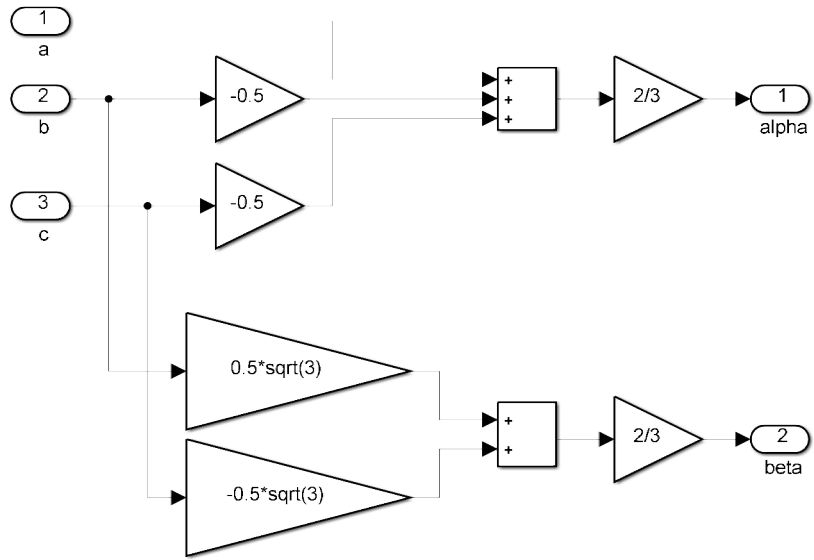 1
a
2
b
-0.5
+
+
+
2/3
1
alpha
3
c
-0.5
0.5*sqrt(3)
-0.5*sqrt(3)
+
+
2/3
2
beta